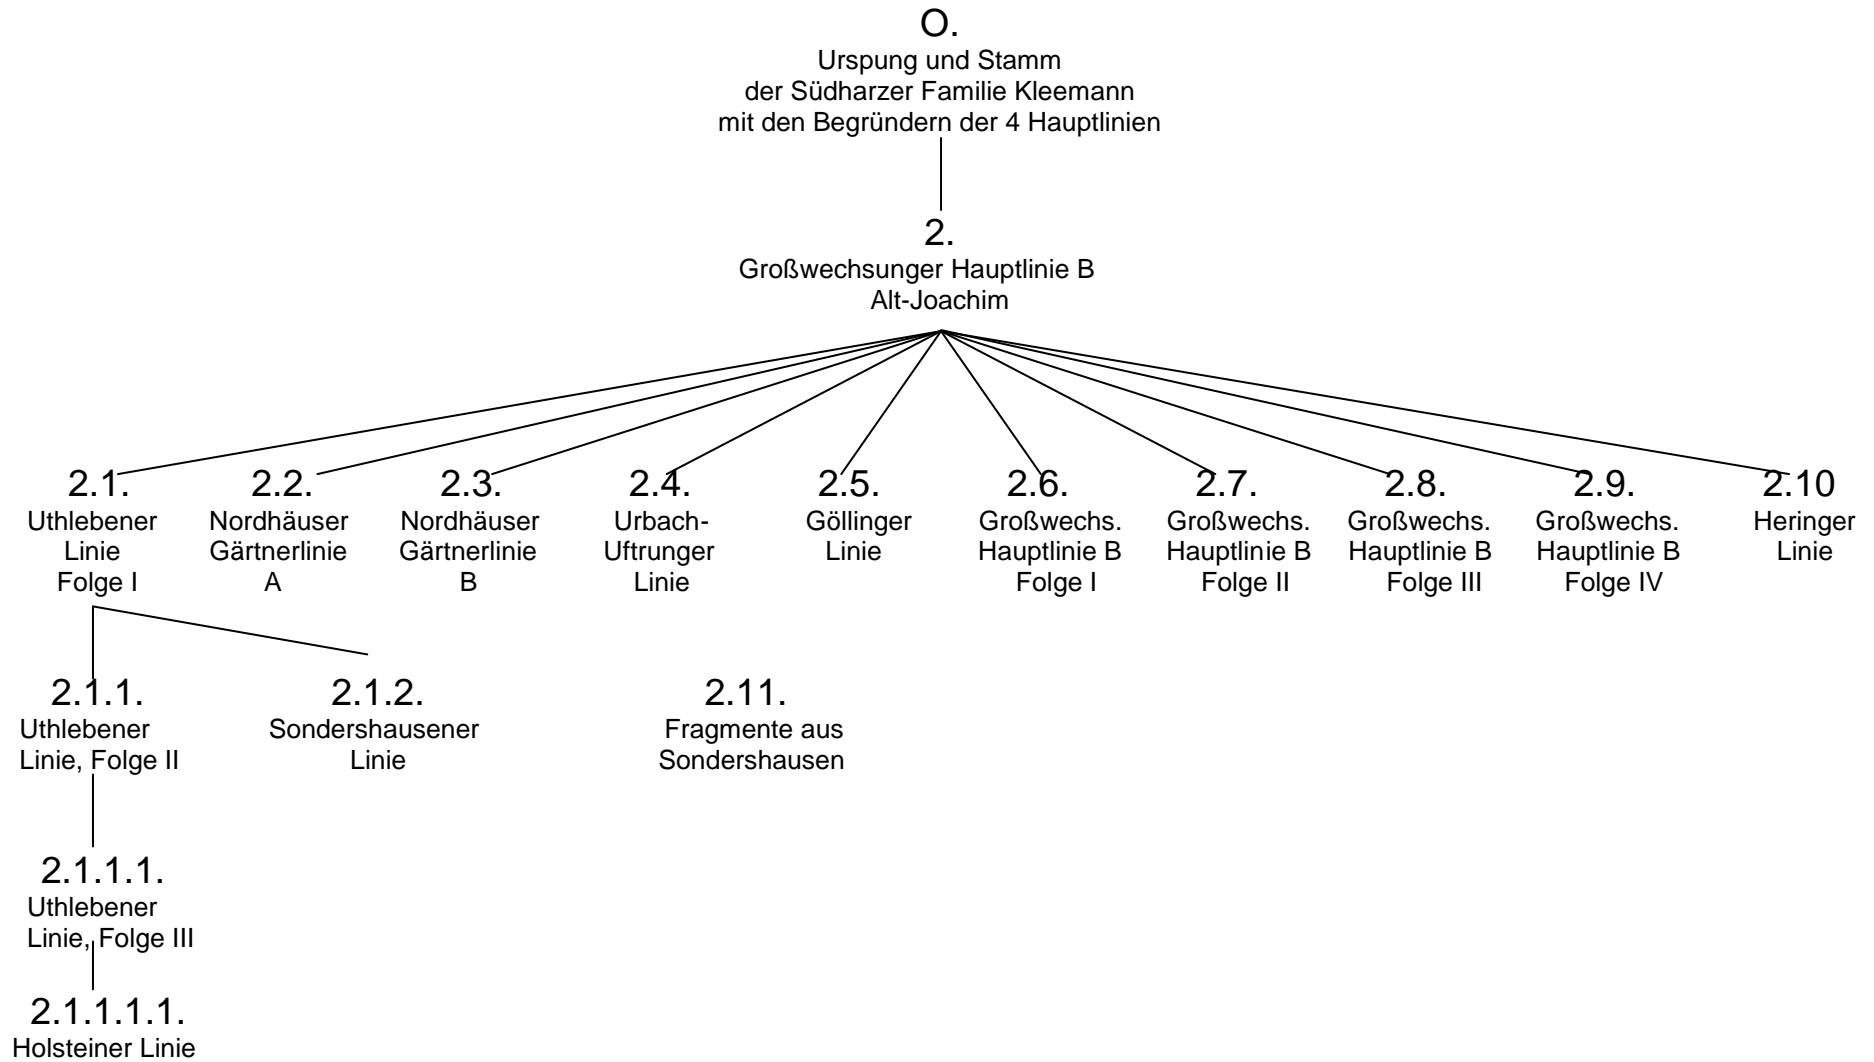 O.
Urspung und Stamm
der Südharzer Familie Kleemann
mit den Begründern der 4 Hauptlinien
2.
Großwechsunger Hauptlinie B
Alt-Joachim
2.1.
Uthlebener
Linie
Folge I
2.2.
Nordhäuser
Gärtnerlinie
A
2.3.
Nordhäuser
Gärtnerlinie
B
2.4.
Urbach-
Uftrunger
Linie
2.5.
Göllinger
Linie
2.6.
Großwechs.
Hauptlinie B
Folge I
2.7.
Großwechs.
Hauptlinie B
Folge II
2.8.
Großwechs.
Hauptlinie B
Folge III
2.9.
Großwechs.
Hauptlinie B
Folge IV
2.10
Heringer
Linie
2.1.1.
Uthlebener
Linie, Folge II
2.1.2.
Sondershausener
Linie
2.11.
Fragmente aus
Sondershausen
2.1.1.1.
Uthlebener
Linie, Folge III
2.1.1.1.1.
Holsteiner Linie